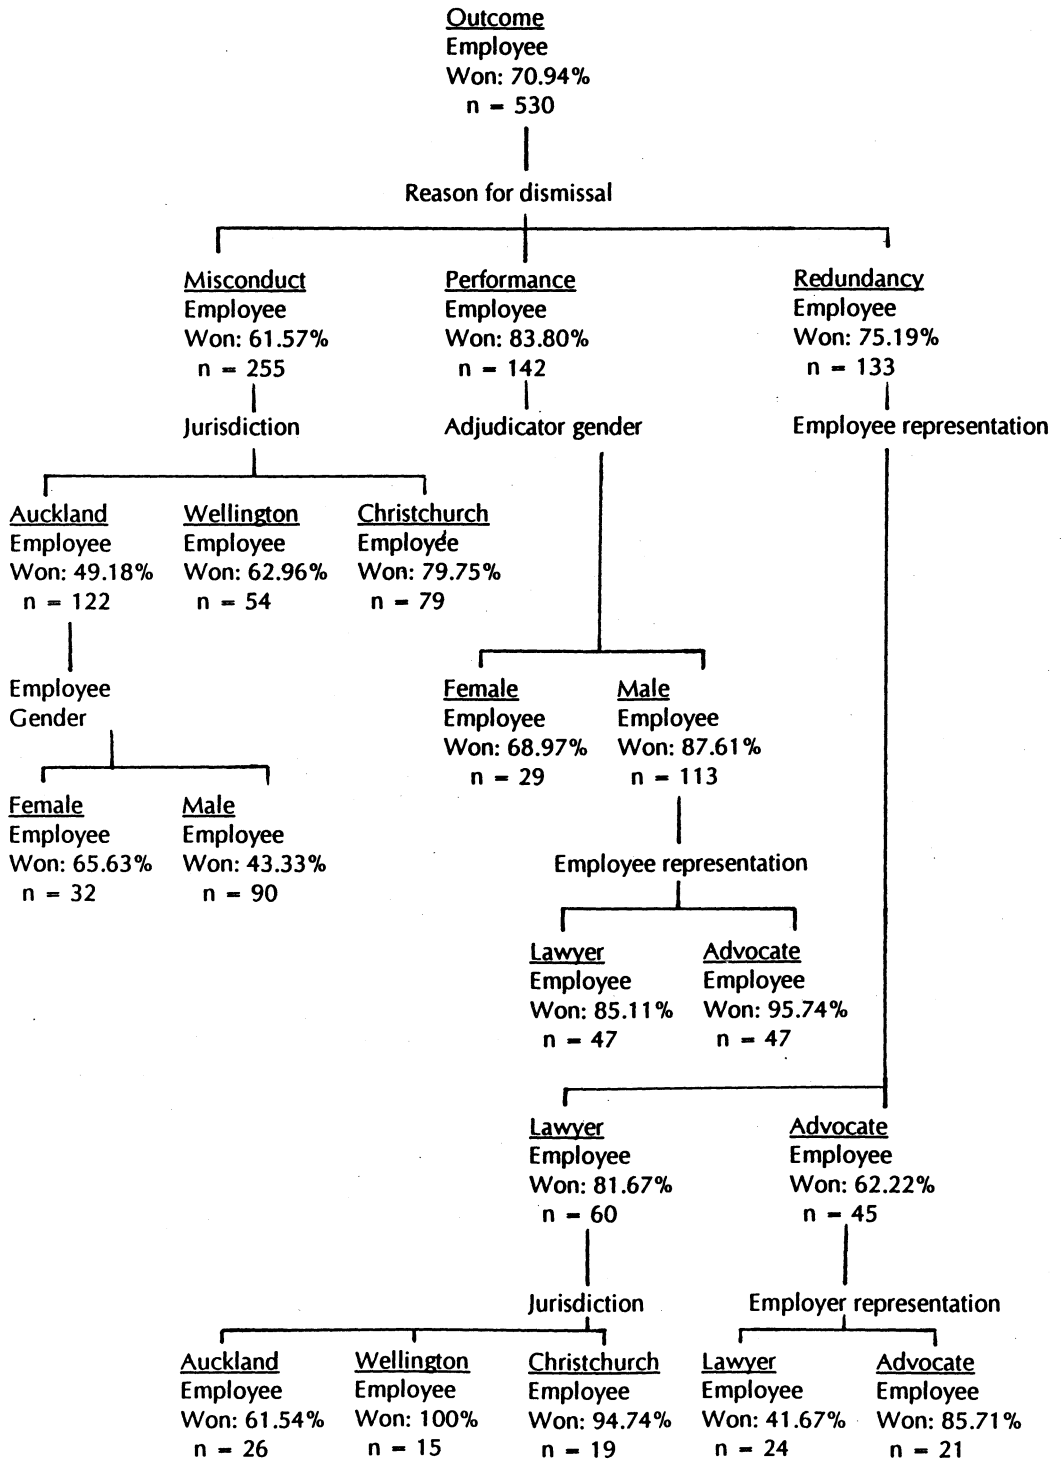 Outcome
Employee
Won: 70.94%
n = 530
Reason for dismissal
Misconduct
Employee
Won: 61.57%
n = 255
Jurisdiction
Performance
Employee
Won: 83.80%
n = 142
Adjudicator gender
Redundancy
Employee
Won: 75.19%
n = 133
Employee representation
Auckland
Employee
Won: 49.18%
n = 122
Wellington
Employee
Won: 62.96%
n = 54
Christchurch
Employee
Won: 79.75%
n = 79
Employee
Gender
Female
Employee
Won: 65.63%
n = 32
Male
Employee
Won: 43.33%
n = 90
Female
Employee
Won: 68.97%
n = 29
Male
Employee
Won: 87.61%
n = 113
Employee representation
Lawyer
Employee
Won: 85.11%
n = 47
Advocate
Employee
Won: 95.74%
n = 47
Lawyer
Employee
Won: 81.67%
n = 60
Advocate
Employee
Won: 62.22%
n = 45
Jurisdiction
Employer representation
Auckland
Employee
Won: 61.54%
n = 26
Wellington
Employee
Won: 100%
n = 15
Christchurch
Employee
Won: 94.74%
n = 19
Lawyer
Employee
Won: 41.67%
n = 24
Advocate
Employee
Won: 85.71%
n = 21